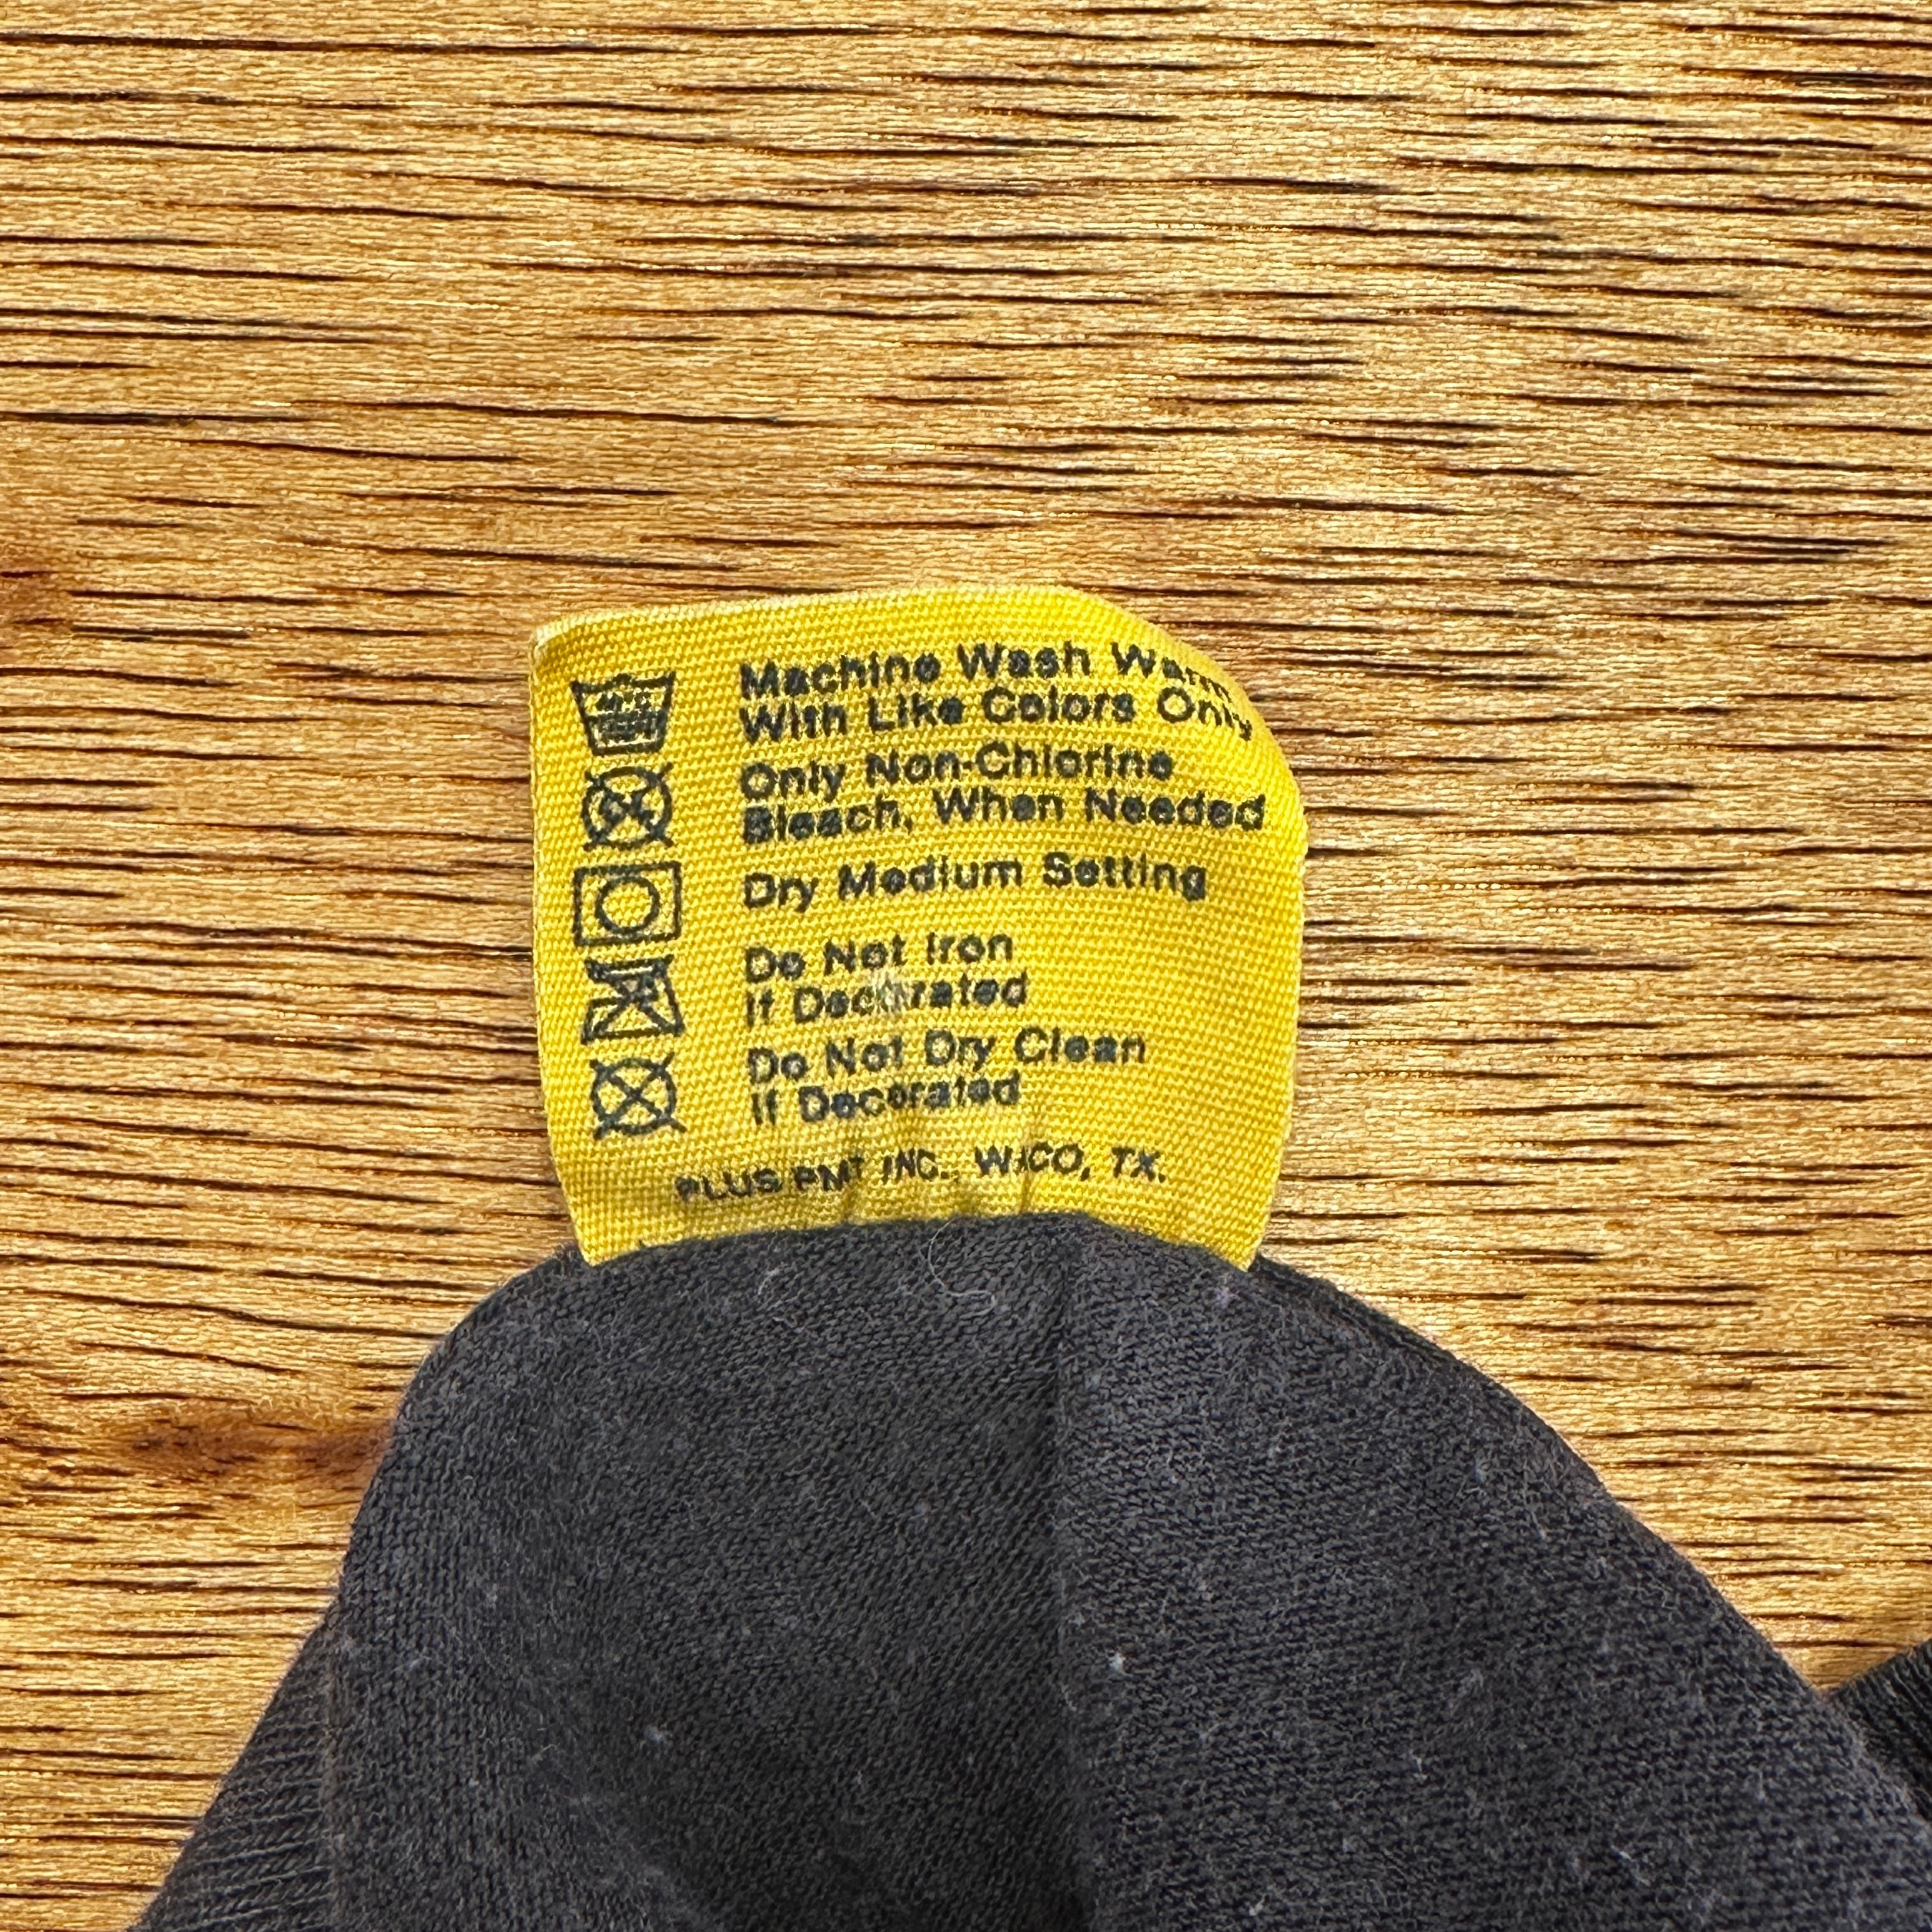 Machine Wash Warm
With Like Colors Only
Only Non-Chlorine
Bleach, When Needed
Dry Medium Setting
Do Not Iron
If Decorated
Do Not Dry Clean
If Decorated
PLUS PMT INC., WACO, TX.